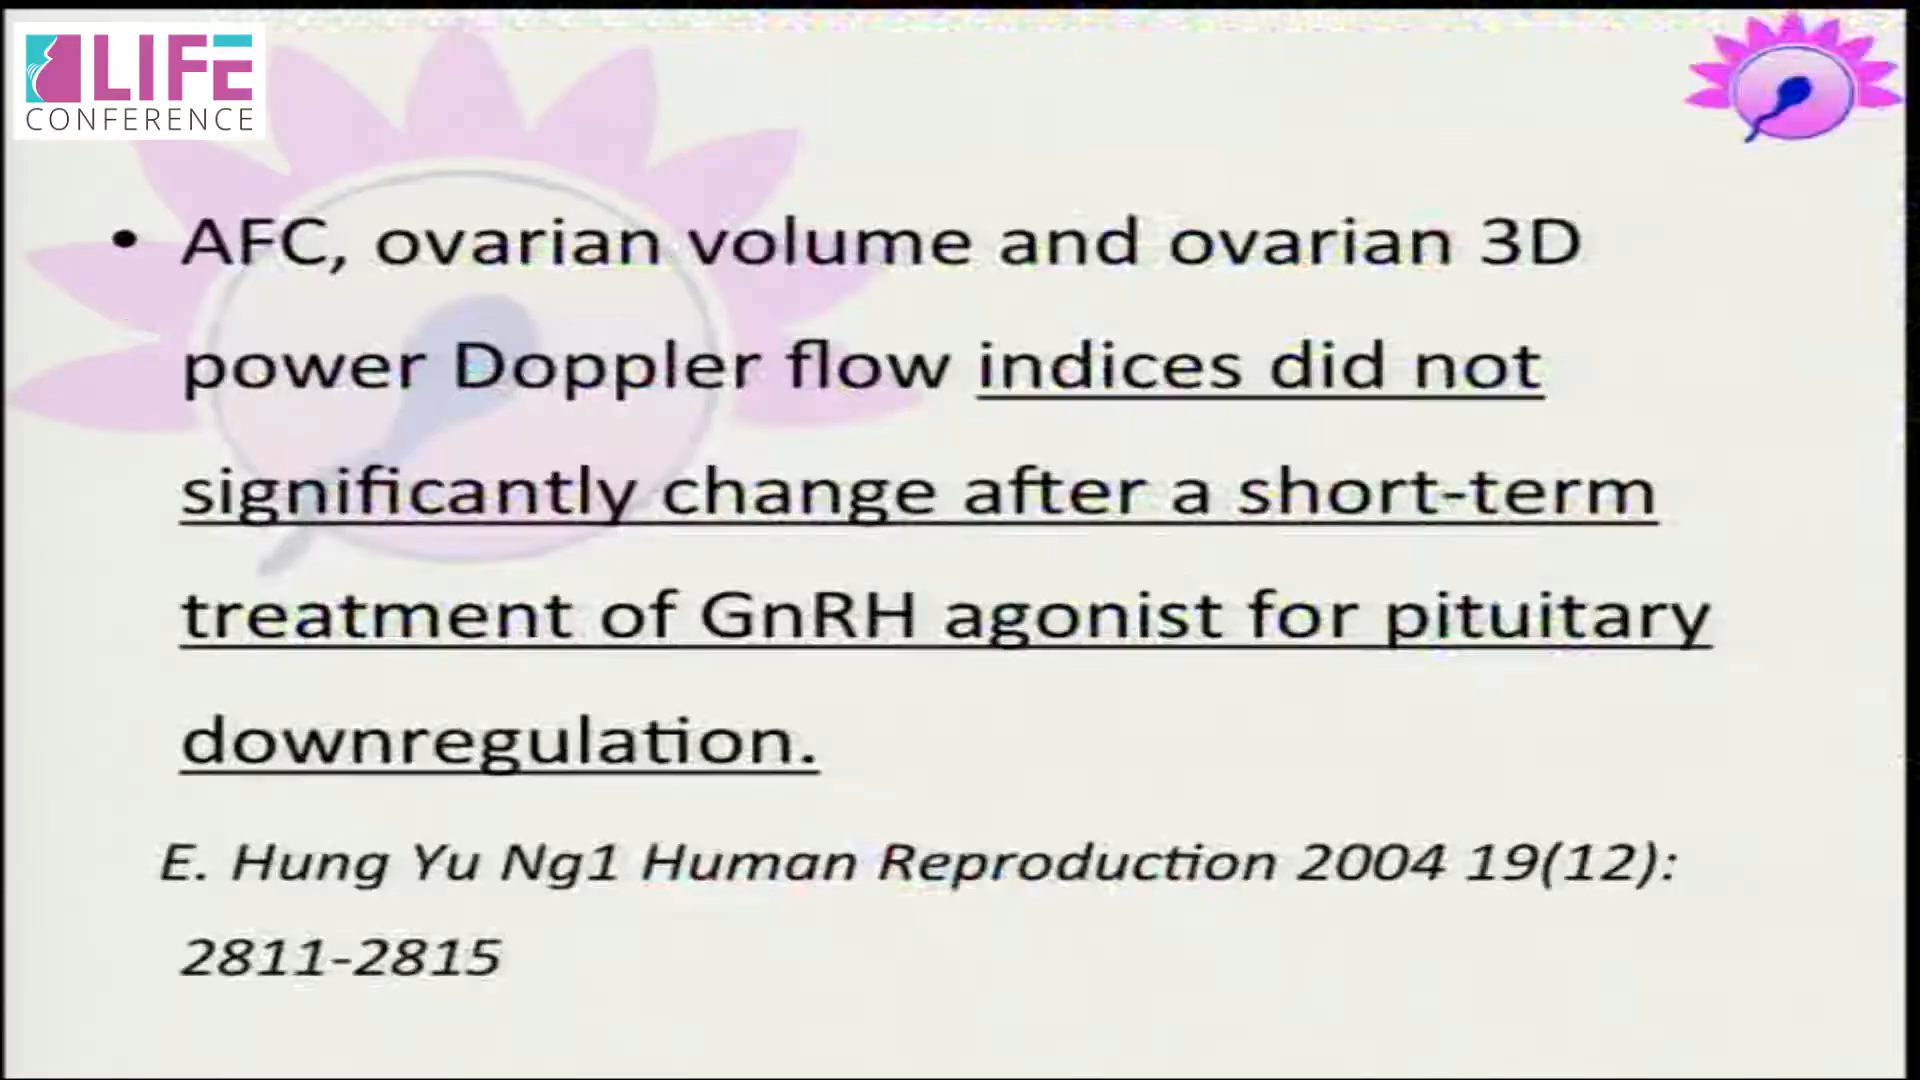 LIFE
CONFERENCE
• AFC, ovarian volume and ovarian 3D
power Doppler flow indices did not
significantly change after a short-term
treatment of GnRH agonist for pituitary
downregulation.
E. Hung Yu Ng1 Human Reproduction 2004 19(12):
2811-2815